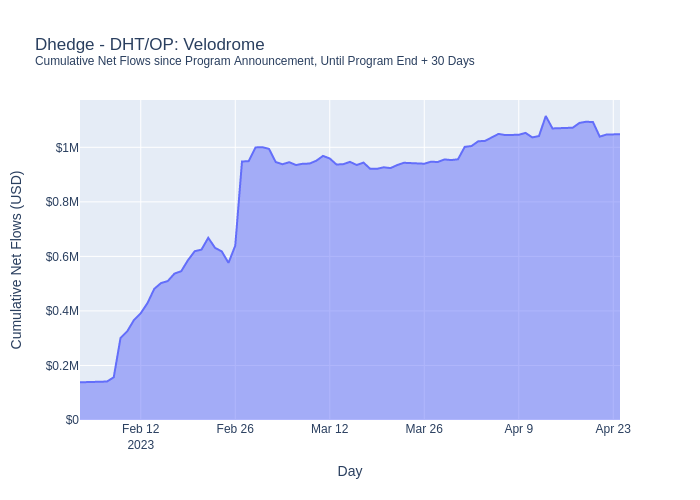 Dhedge - DHT/OP: Velodrome
Cumulative Net Flows since Program Announcement, Until Program End + 30 Days
Cumulative Net Flows (USD)
$1M
$0.8M
$0.6M
$0.4M
$0.2M
$0
Feb 12
2023
Feb 26
Mar 12
Mar 26
Apr 9
Apr 23
Day